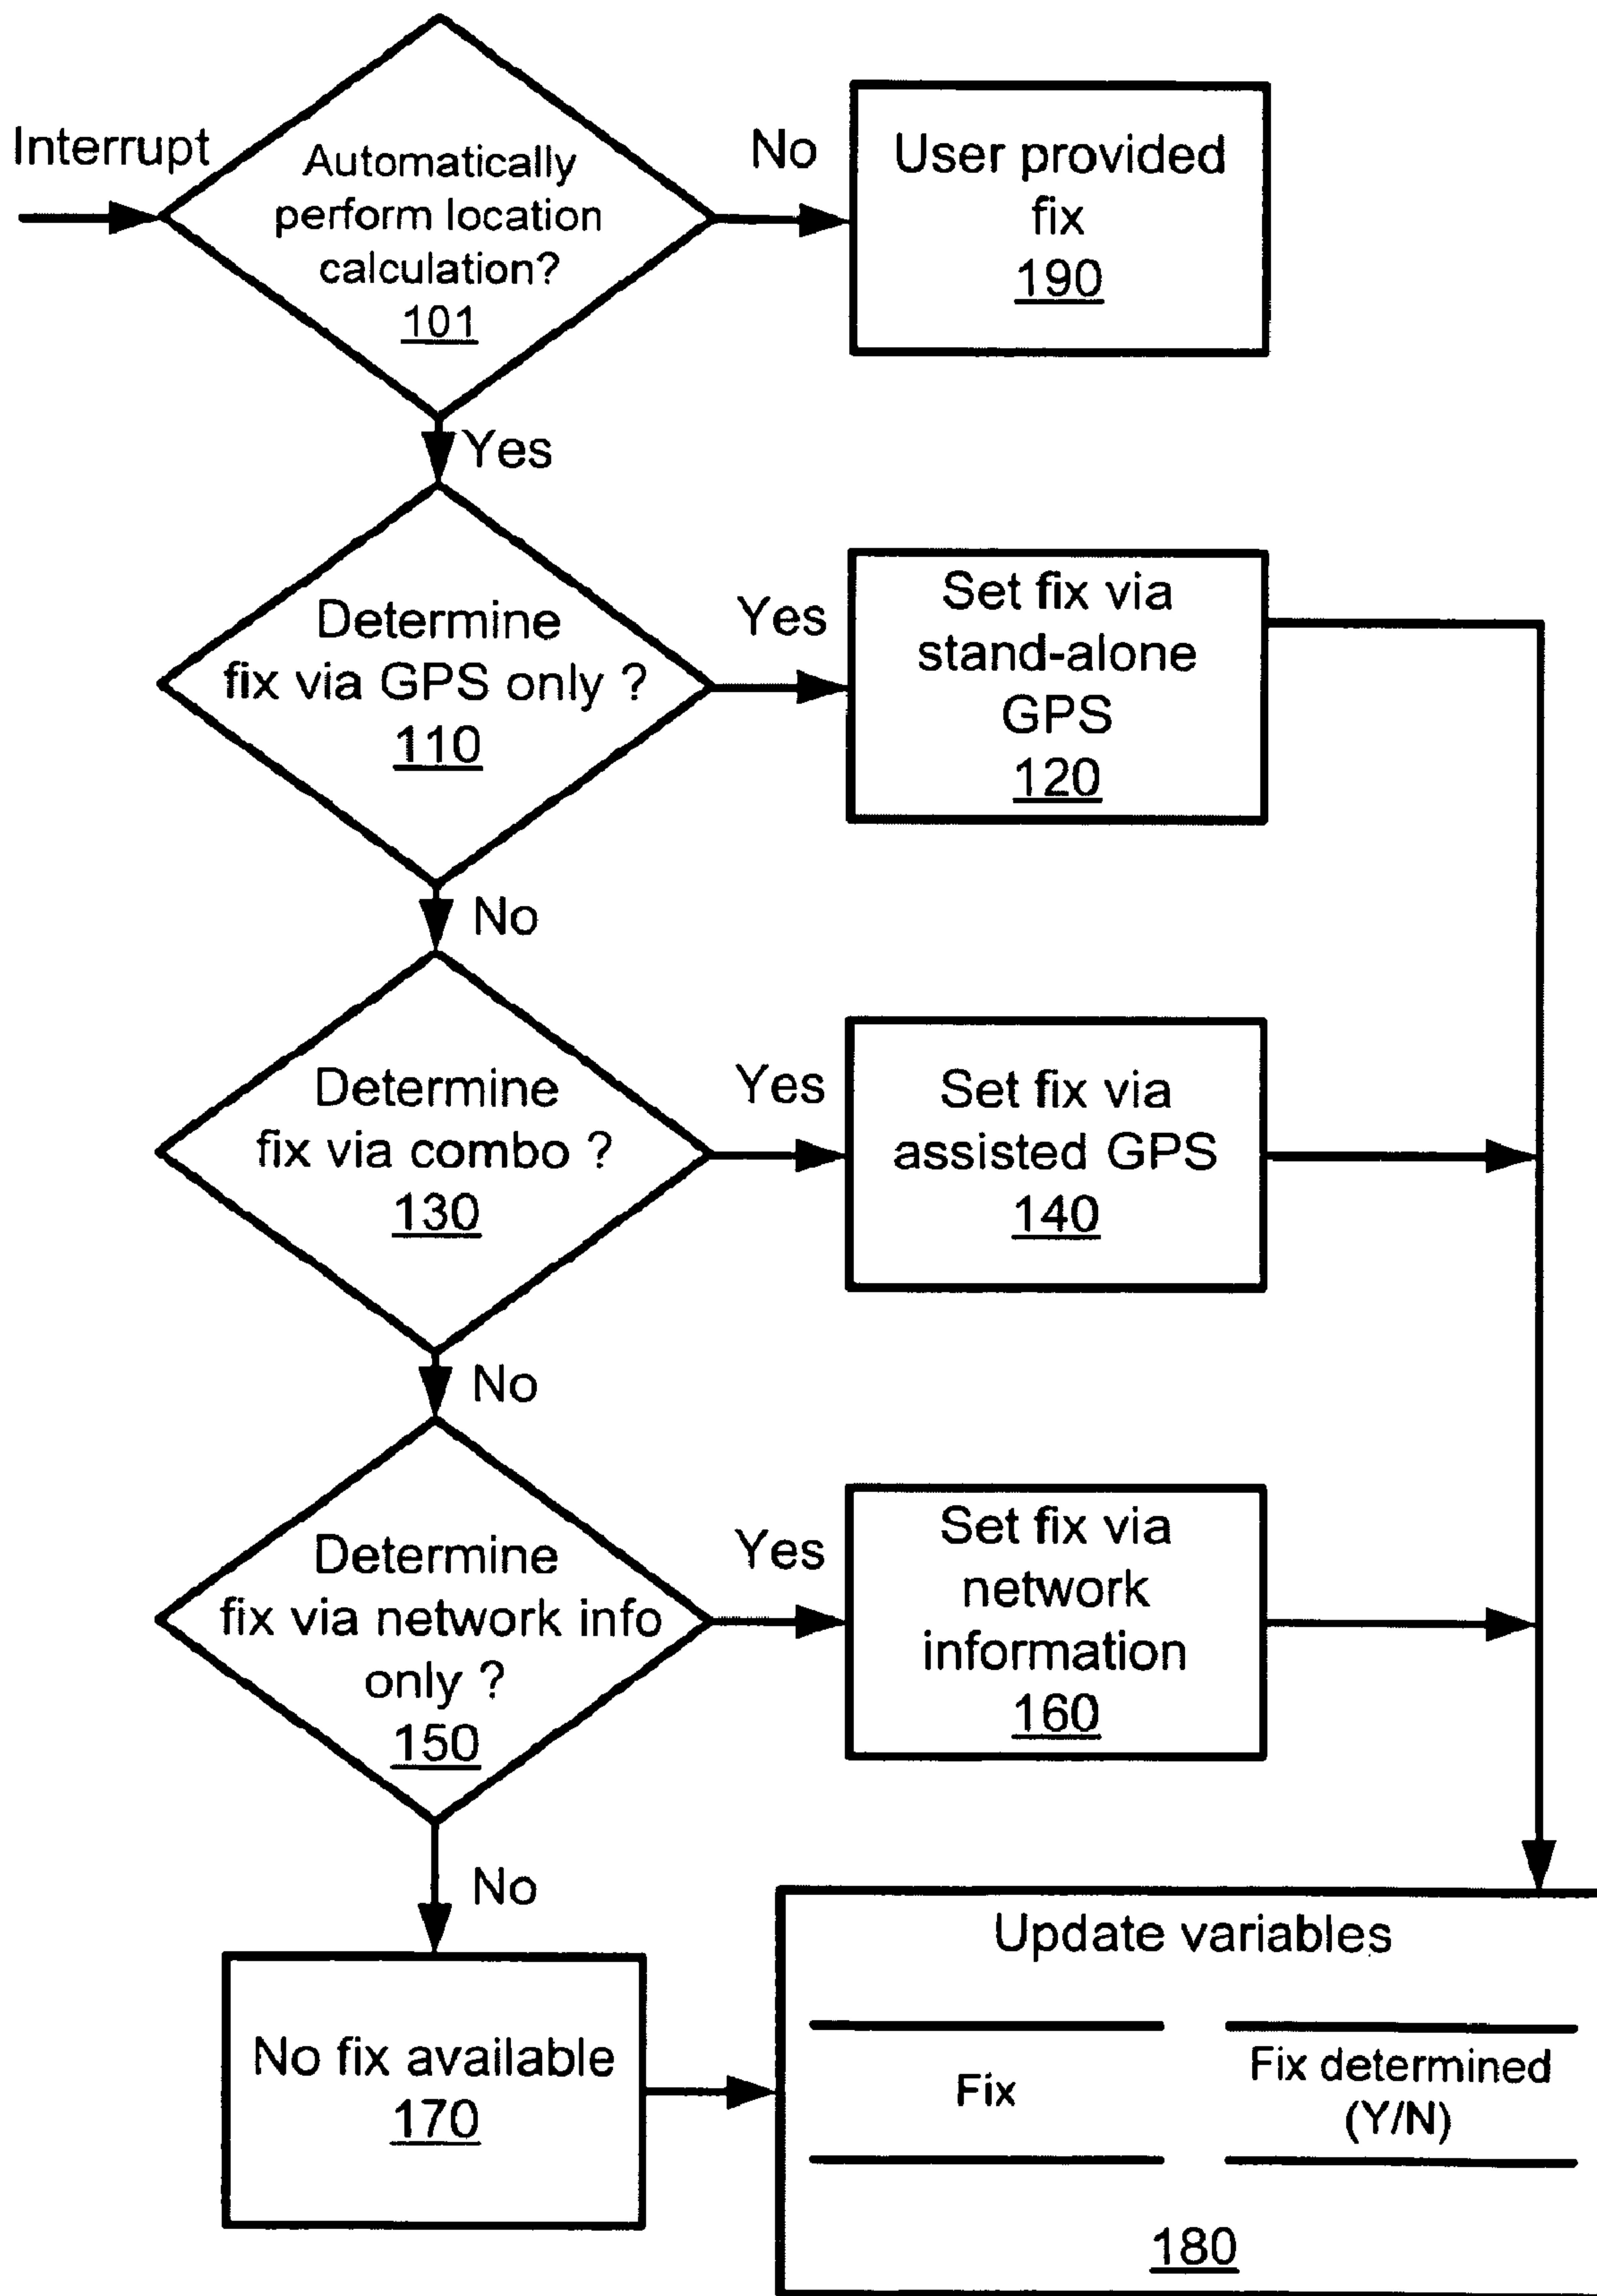 Interrupt
Automatically
perform location
calculation?
101
No
User provided
fix
190
Yes
Determine
fix via GPS only ?
110
Yes
Set fix via
stand-alone
GPS
120
No
Determine
fix via combo ?
130
Yes
Set fix via
assisted GPS
140
No
Determine
fix via network info
only ?
150
Yes
Set fix via
network
information
160
No
No fix available
170
Update variables
Fix
Fix determined
(Y/N)
180